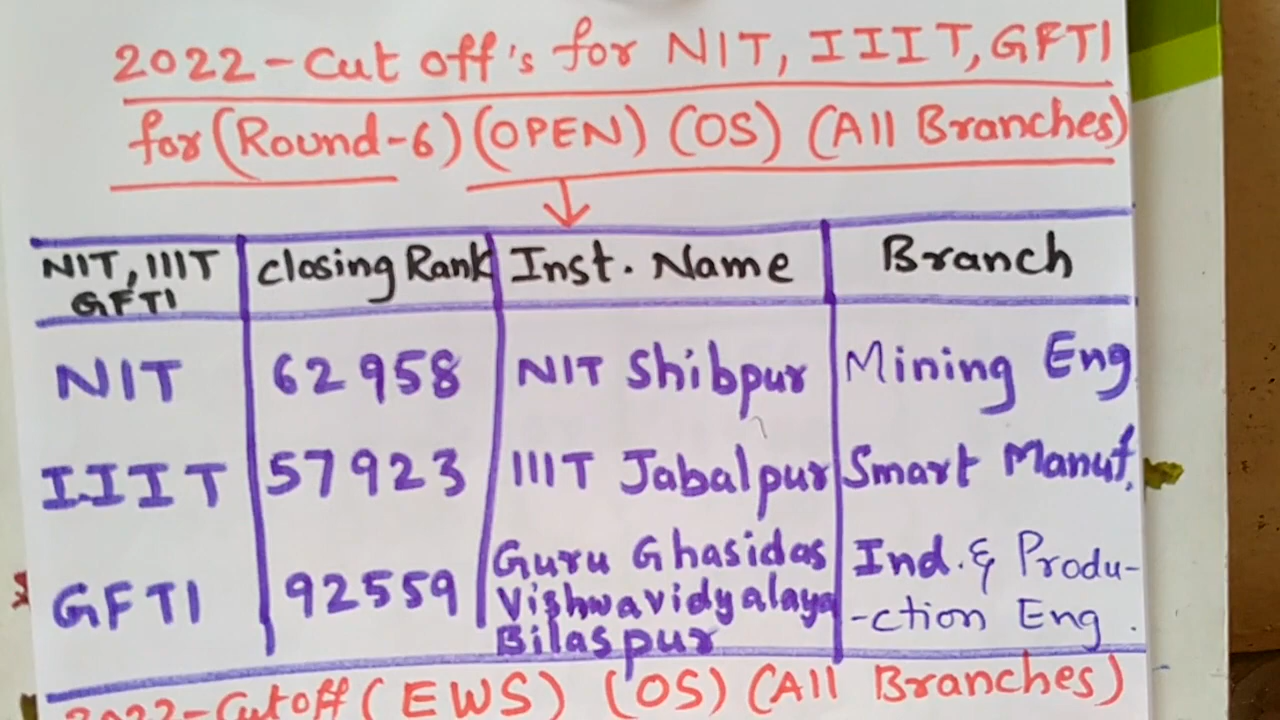 2022-Cut off's for NIT, IIIT, GFTI
for (Round-6) (OPEN) (OS) (All Branches)
NIT, IIIT GFTI | Closing Rank | Inst. Name | Branch
NIT | 62958 | NIT Shibpur | Mining Eng
IIIT | 57923 | IIIT Jabalpur | Smart Manuf.
GFTI | 92559 | Guru Ghasidas Vishwavidyalaya Bilaspur | Ind. & Produ--ction Eng.
2022-Cutoff (EWS) (OS) (All Branches)